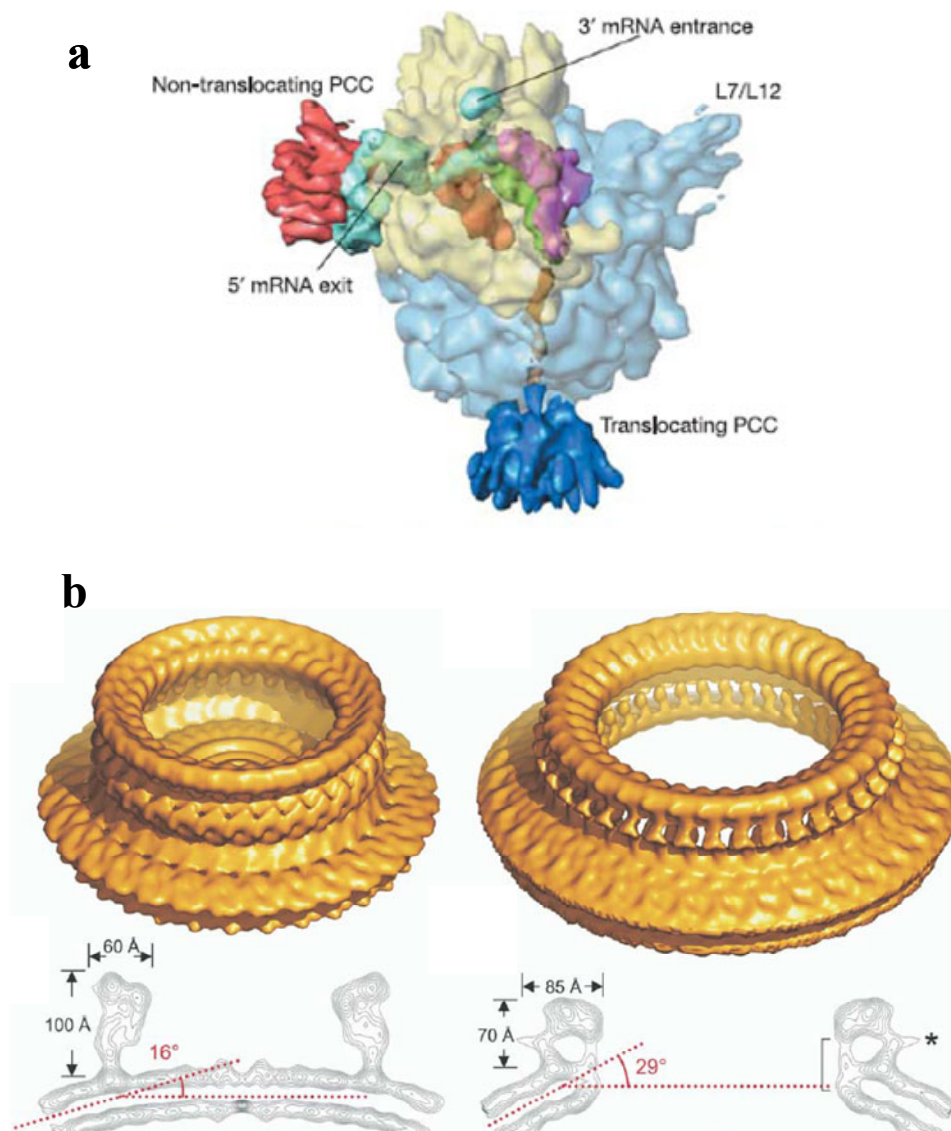 a
3′ mRNA entrance
Non-translocating PCC
L7/L12
5′ mRNA exit
Translocating PCC
b
60 Å
100 Å
16°
85 Å
70 Å
*
29°